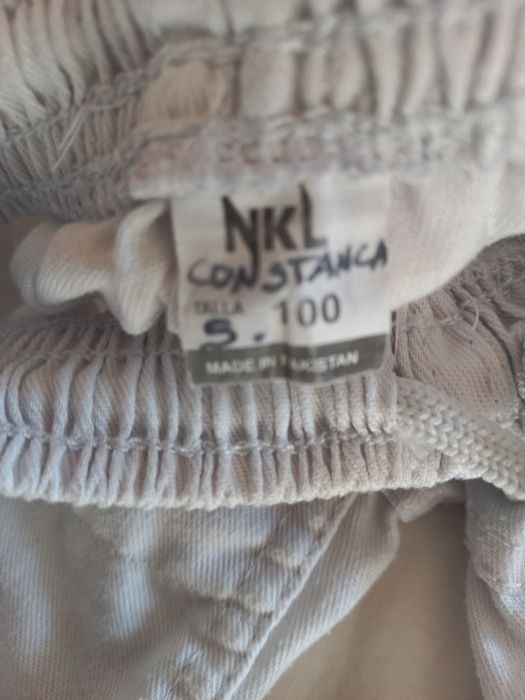 NKL
CONSTANCA
TALLA
S. 100
MADE IN PAKISTAN